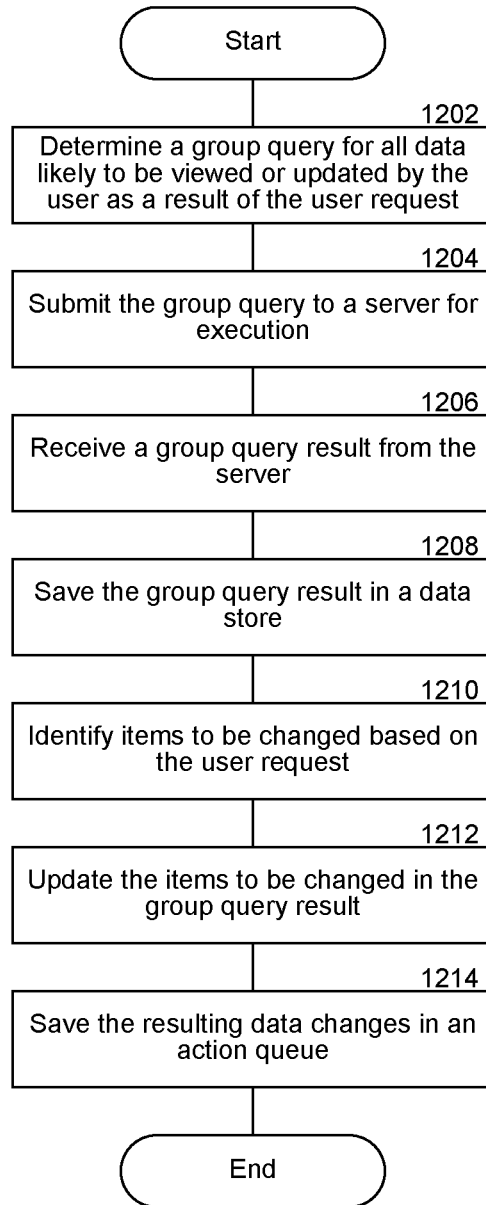 Start
1202
Determine a group query for all data
likely to be viewed or updated by the
user as a result of the user request
1204
Submit the group query to a server for
execution
1206
Receive a group query result from the
server
1208
Save the group query result in a data
store
1210
Identify items to be changed based on
the user request
1212
Update the items to be changed in the
group query result
1214
Save the resulting data changes in an
action queue
End